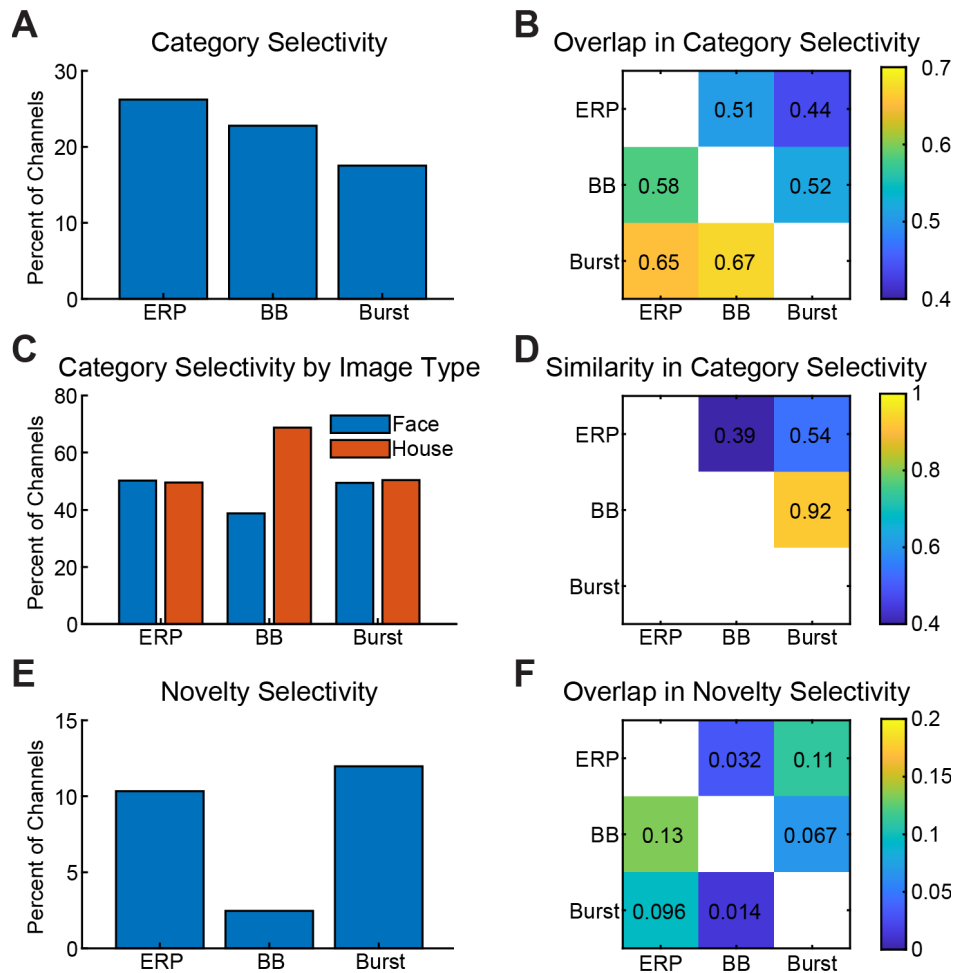 A
Category Selectivity
30
20
10
0
Percent of Channels
ERP BB Burst
B
Overlap in Category Selectivity
ERP 0.51 0.44
BB 0.58 0.52
Burst 0.65 0.67
ERP BB Burst
0.7
0.6
0.5
0.4
C
Category Selectivity by Image Type
80
60
40
20
0
Percent of Channels
Face
House
ERP BB Burst
D
Similarity in Category Selectivity
ERP 0.39 0.54
BB 0.92
Burst
ERP BB Burst
1
0.8
0.6
0.4
E
Novelty Selectivity
15
10
5
0
Percent of Channels
ERP BB Burst
F
Overlap in Novelty Selectivity
ERP 0.032 0.11
BB 0.13 0.067
Burst 0.096 0.014
ERP BB Burst
0.2
0.15
0.1
0.05
0